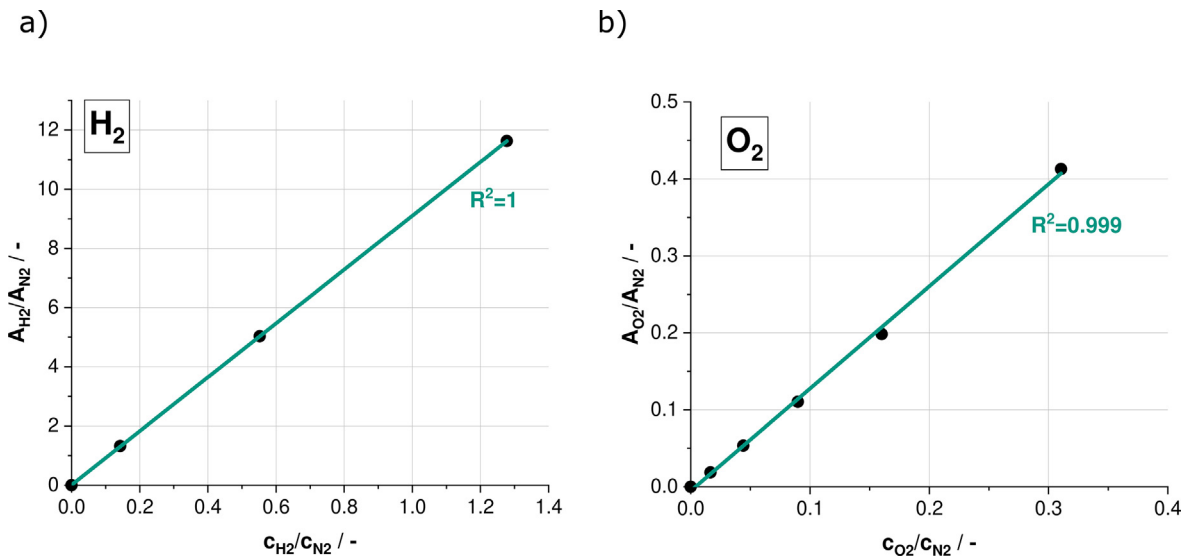 a)
H2
R²=1
12
10
8
6
4
2
0
0.0 0.2 0.4 0.6 0.8 1.0 1.2 1.4
AH2/AN2 / -
cH2/cN2 / -
b)
O2
R²=0.999
0.5
0.4
0.3
0.2
0.1
0.0
0.0 0.1 0.2 0.3 0.4
AO2/AN2 / -
cO2/cN2 / -